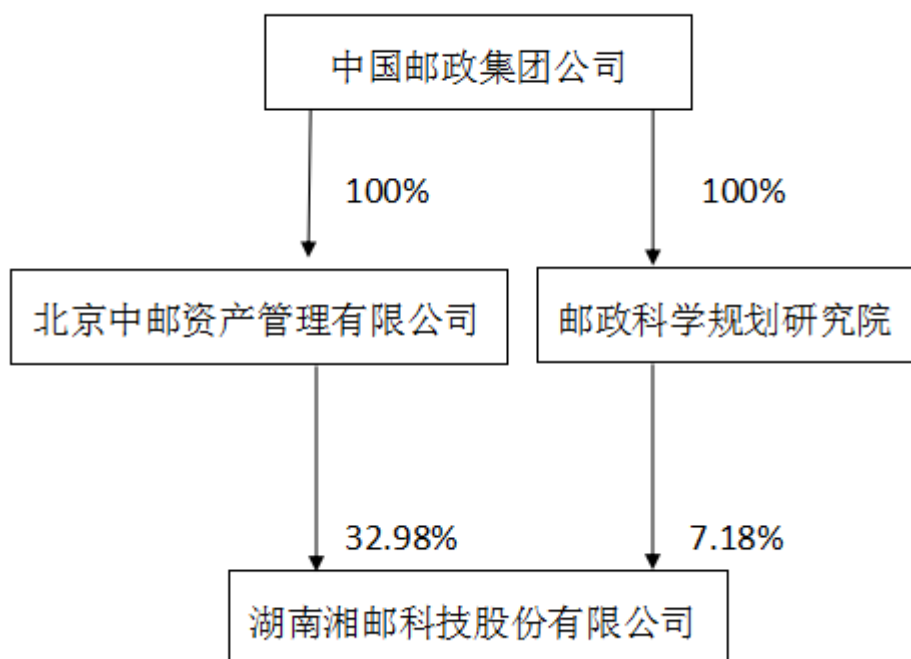 中国邮政集团公司
100%
100%
北京中邮资产管理有限公司
邮政科学规划研究院
32.98%
7.18%
湖南湘邮科技股份有限公司